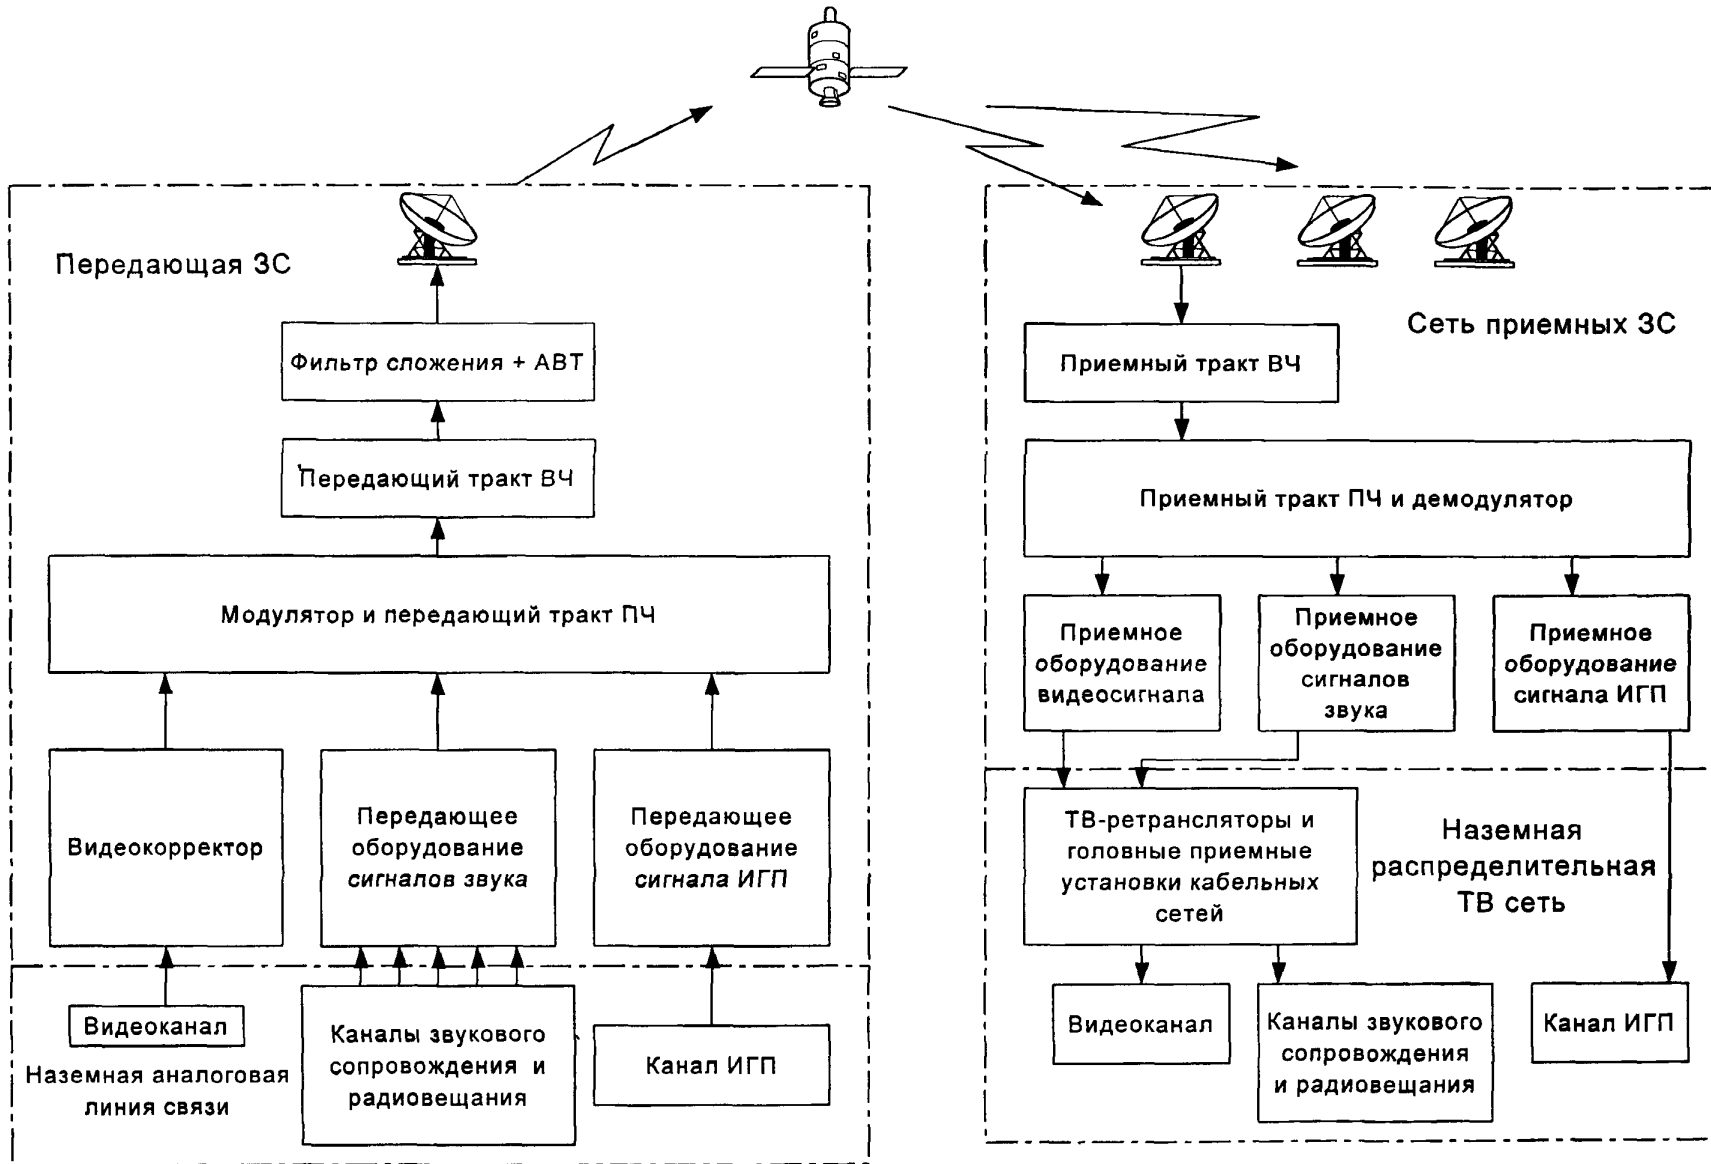 Передающая ЗС
Фильтр сложения + АВТ
Передающий тракт ВЧ
Модулятор и передающий тракт ПЧ
Видеокорректор
Передающее
оборудование
сигналов звука
Передающее
оборудование
сигнала ИГП
Видеоканал
Наземная аналоговая
линия связи
Каналы звукового
сопровождения и
радиовещания
Канал ИГП
Сеть приемных ЗС
Приемный тракт ВЧ
Приемный тракт ПЧ и демодулятор
Приемное
оборудование
видеосигнала
Приемное
оборудование
сигналов
звука
Приемное
оборудование
сигнала ИГП
ТВ-ретрансляторы и
головные приемные
установки кабельных
сетей
Наземная
распределительная
ТВ сеть
Видеоканал
Каналы звукового
сопровождения
и радиовещания
Канал ИГП